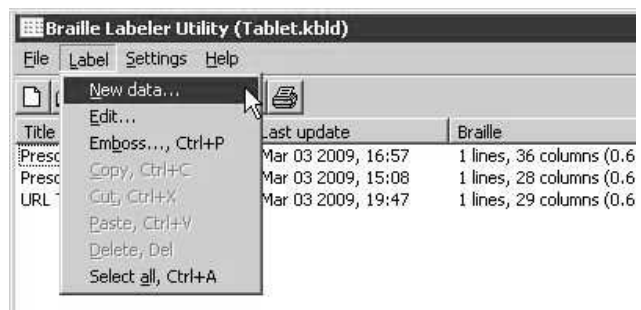 Braille Labeler Utility (Tablet.kbld)
File Label Settings Help
New data...
Edit...
Title Last update Braille
Emboss..., Ctrl+P
Presc Mar 03 2009, 16:57 1 lines, 36 columns (0.6
Copy, Ctrl+C
Presc Mar 03 2009, 15:08 1 lines, 28 columns (0.6
Cut, Ctrl+X
URL Mar 03 2009, 19:47 1 lines, 29 columns (0.6
Paste, Ctrl+V
Delete, Del
Select all, Ctrl+A